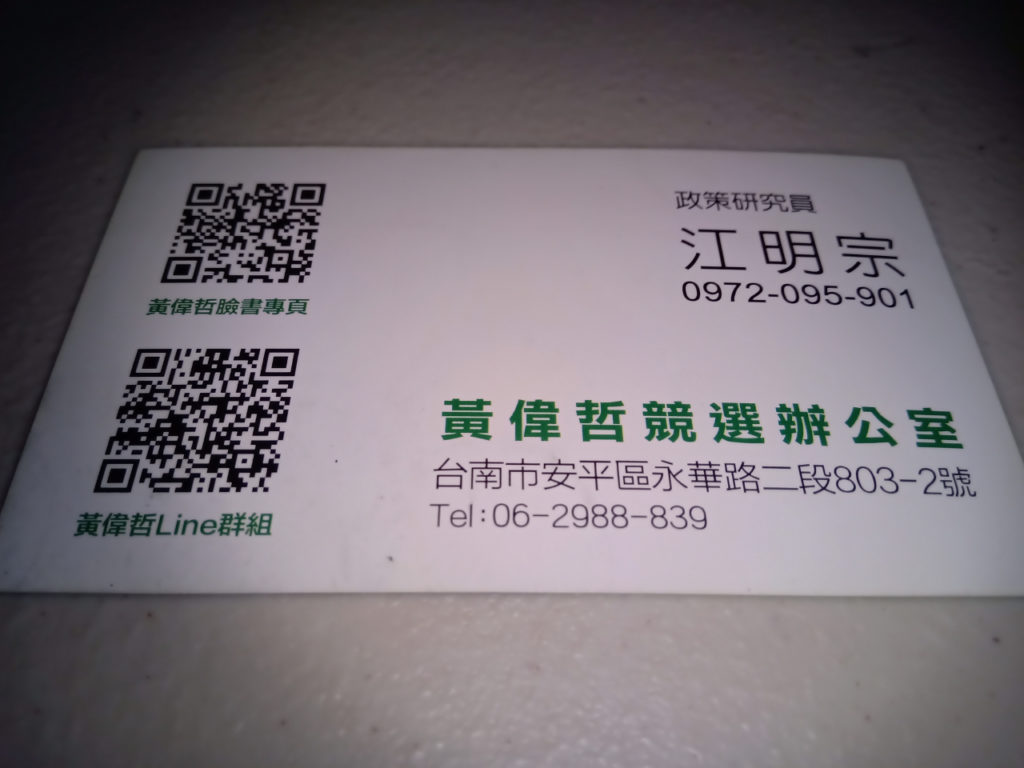 政策研究員
江明宗
0972-095-901
黃偉哲臉書專頁
黃偉哲競選辦公室
台南市安平區永華路二段803-2號
Tel:06-2988-839
黃偉哲Line群組